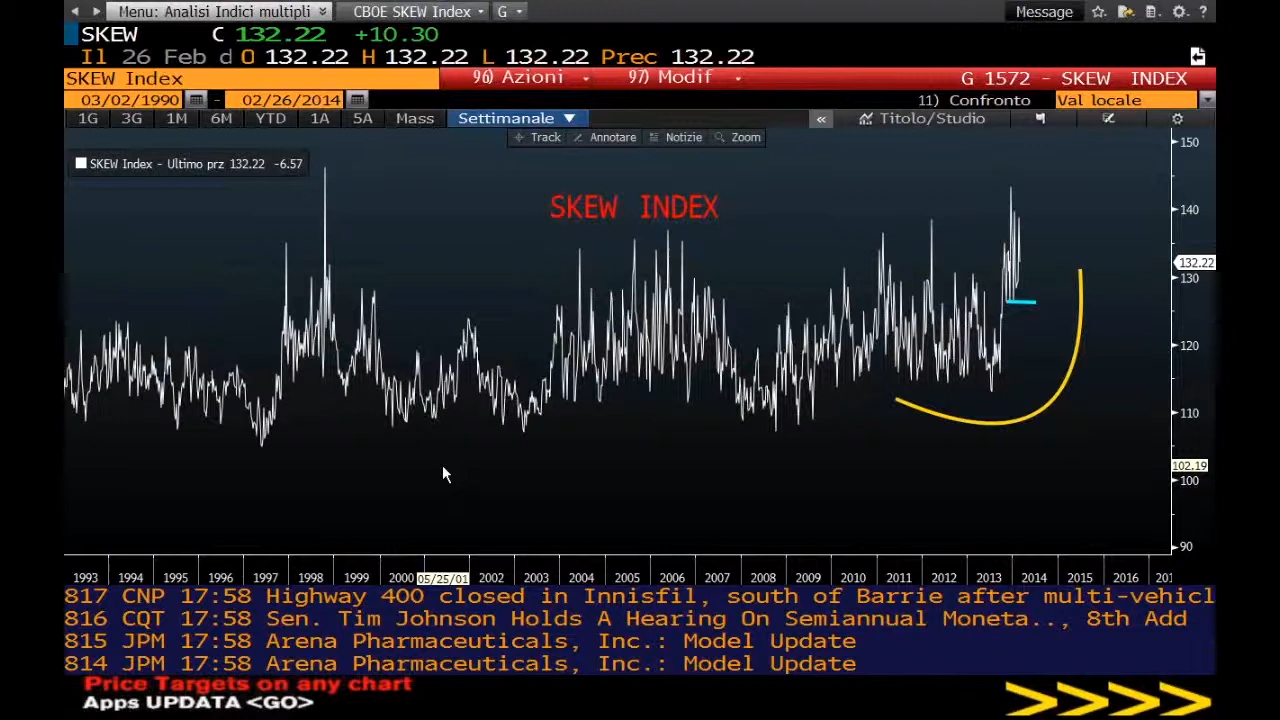 Menu: Analisi Indici multipli CBOE SKEW Index G Message ?
SKEW C 132.22 +10.30
Il 26 Feb d O 132.22 H 132.22 L 132.22 Prec 132.22
SKEW Index 96) Azioni 97) Modif G 1572 - SKEW INDEX
03/02/1990 - 02/26/2014 11) Confronto Val locale
1G 3G 1M 6M YTD 1A 5A Mass Settimanale ▼ « Titolo/Studio
Track Annotare Notizie Zoom
SKEW Index - Ultimo prz 132.22 -6.57
SKEW INDEX
150
140
132.22
130
120
110
102.19
100
90
1993 1994 1995 1996 1997 1998 1999 2000 05/25/01 2002 2003 2004 2005 2006 2007 2008 2009 2010 2011 2012 2013 2014 2015 2016 201
817 CNP 17:58 Highway 400 closed in Innisfil, south of Barrie after multi-vehicl
816 CQT 17:58 Sen. Tim Johnson Holds A Hearing On Semiannual Moneta.., 8th Add
815 JPM 17:58 Arena Pharmaceuticals, Inc.: Model Update
814 JPM 17:58 Arena Pharmaceuticals, Inc.: Model Update
Price Targets on any chart
Apps UPDATA <GO>